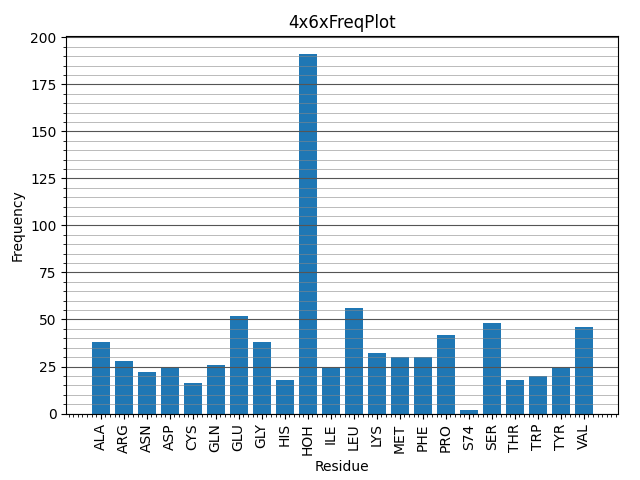 4x6xFreqPlot
200
175
150
125
100
75
50
25
0
Frequency
ALA ARG ASN ASP CYS GLN GLU GLY HIS HOH ILE LEU LYS MET PHE PRO S74 SER THR TRP TYR VAL
Residue